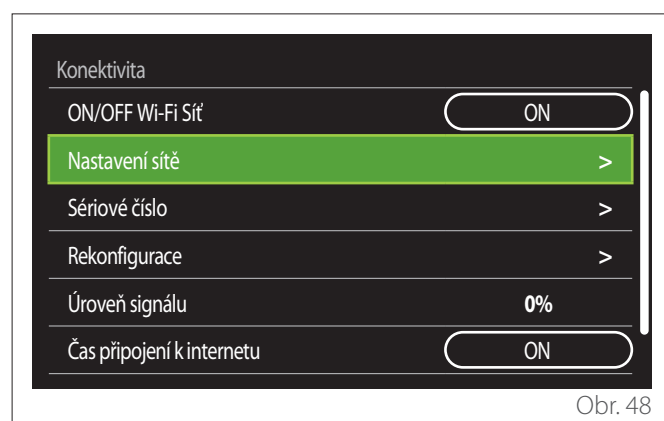 Konektivita
ON/OFF Wi-Fi Síť ON
Nastavení sítě >
Sériové číslo >
Rekonfigurace >
Úroveň signálu 0%
Čas připojení k internetu ON
Obr. 48